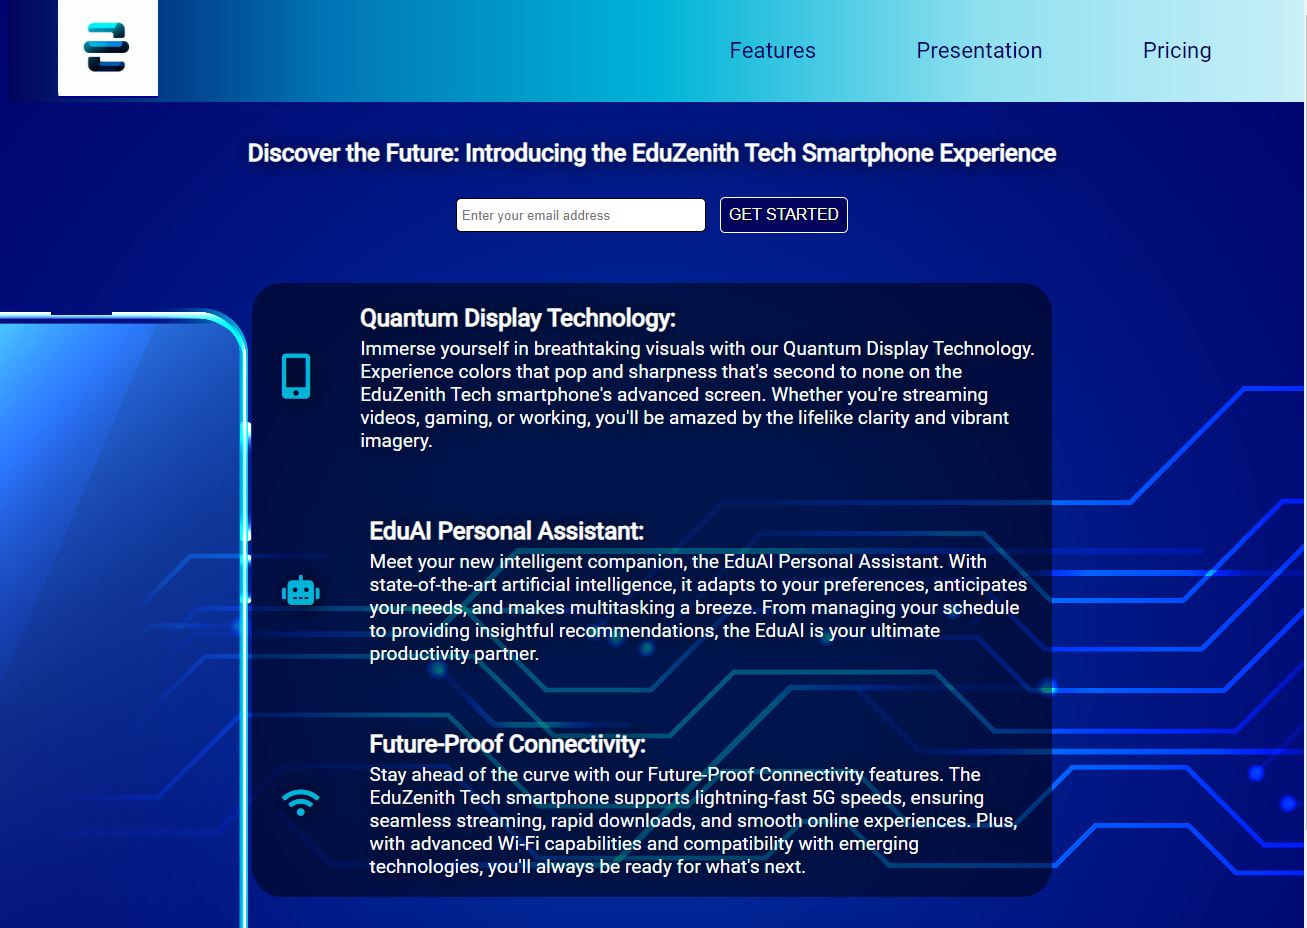 Features
Presentation
Pricing
Discover the Future: Introducing the EduZenith Tech Smartphone Experience
Enter your email address
GET STARTED
Quantum Display Technology:
Immerse yourself in breathtaking visuals with our Quantum Display Technology.
Experience colors that pop and sharpness that's second to none on the
EduZenith Tech smartphone's advanced screen. Whether you're streaming
videos, gaming, or working, you'll be amazed by the lifelike clarity and vibrant
imagery.
EduAI Personal Assistant:
Meet your new intelligent companion, the EduAI Personal Assistant. With
state-of-the-art artificial intelligence, it adapts to your preferences, anticipates
your needs, and makes multitasking a breeze. From managing your schedule
to providing insightful recommendations, the EduAI is your ultimate
productivity partner.
Future-Proof Connectivity:
Stay ahead of the curve with our Future-Proof Connectivity features. The
EduZenith Tech smartphone supports lightning-fast 5G speeds, ensuring
seamless streaming, rapid downloads, and smooth online experiences. Plus,
with advanced Wi-Fi capabilities and compatibility with emerging
technologies, you'll always be ready for what's next.